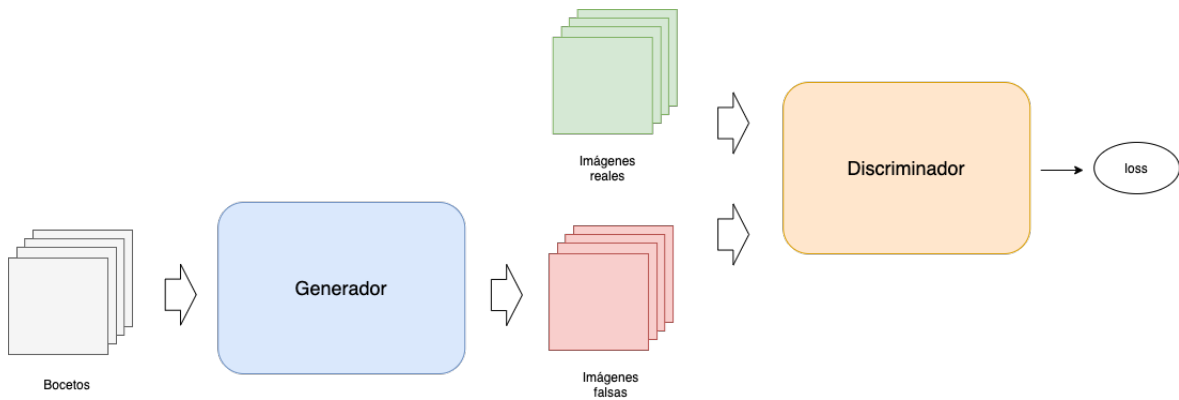 Imágenes
reales
Discriminador
loss
Generador
Bocetos
Imágenes
falsas